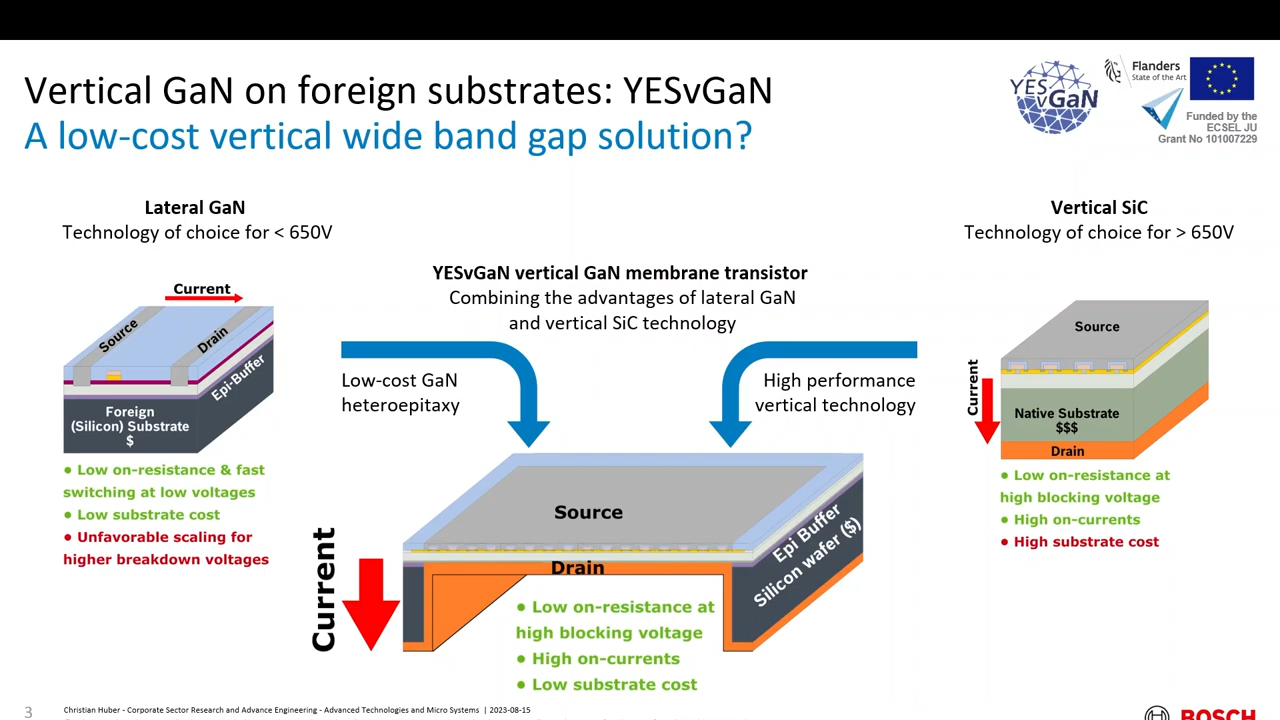 Vertical GaN on foreign substrates: YESvGaN
A low-cost vertical wide band gap solution?
YES
vGaN
Flanders
State of the Art
Funded by the
ECSEL JU
Grant No 101007229
Lateral GaN
Technology of choice for < 650V
Current
Source
Drain
Epi-Buffer
Foreign
(Silicon) Substrate
$
● Low on-resistance & fast
switching at low voltages
● Low substrate cost
● Unfavorable scaling for
higher breakdown voltages
YESvGaN vertical GaN membrane transistor
Combining the advantages of lateral GaN
and vertical SiC technology
Low-cost GaN
heteroepitaxy
High performance
vertical technology
Source
Drain
Epi Buffer
Silicon wafer ($)
Current
● Low on-resistance at
high blocking voltage
● High on-currents
● Low substrate cost
Vertical SiC
Technology of choice for > 650V
Source
Current
Native Substrate
$$$
Drain
● Low on-resistance at
high blocking voltage
● High on-currents
● High substrate cost
3
Christian Huber - Corporate Sector Research and Advance Engineering - Advanced Technologies and Micro Systems | 2023-08-15
BOSCH